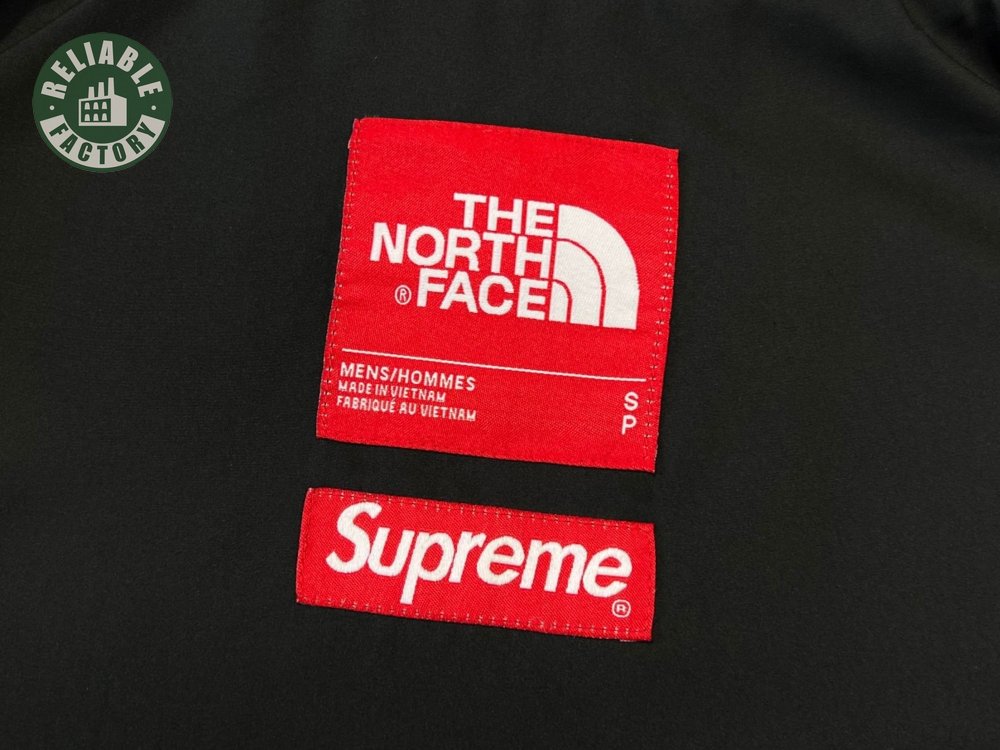 RELIABLE
· FACTORY ·
THE
NORTH
® FACE
MENS/HOMMES
MADE IN VIETNAM
FABRIQUÉ AU VIETNAM
S
P
Supreme
®